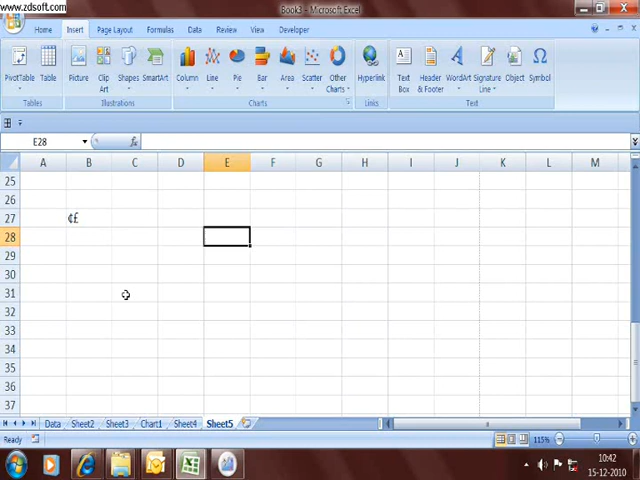 www.zdsoft.com
Book3 - Microsoft Excel
Home Insert Page Layout Formulas Data Review View Developer
PivotTable Table Picture Clip Art Shapes SmartArt Column Line Pie Bar Area Scatter Other Charts Hyperlink Text Box Header & Footer WordArt Signature Line Object Symbol
Tables Illustrations Charts Links Text
E28 fx
A B C D E F G H I J K L M
25
26
27 ¢£
28
29
30
31
32
33
34
35
36
37
Data Sheet2 Sheet3 Chart1 Sheet4 Sheet5
Ready 115%
10:42
15-12-2010